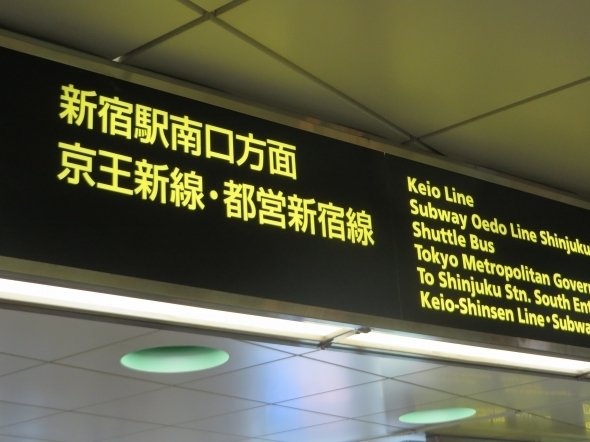 新宿駅南口方面
京王新線・都営新宿線
Keio Line
Subway Oedo Line Shinjuku
Shuttle Bus
Tokyo Metropolitan
To Shinjuku Stn. South
Keio-Shinsen Line・